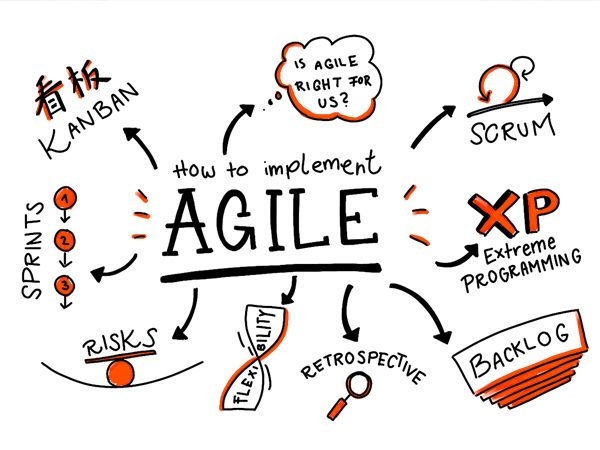 看板
KANBAN
IS AGILE
RIGHT FOR
US?
SCRUM
How to implement
AGILE
SPRINTS
1
2
3
XP
Extreme
PROGRAMMING
RISKS
FLEXIBILITY
RETROSPECTIVE
BACKLOG